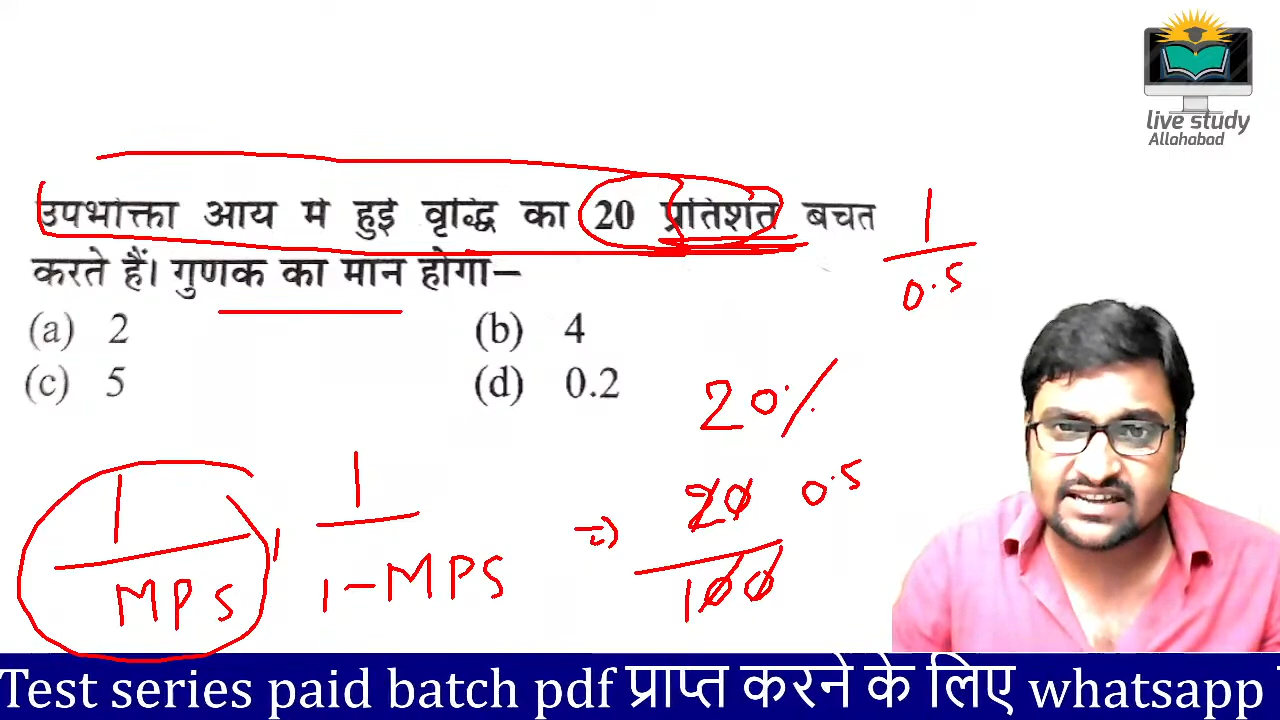 live study
Allahabad
उपभोक्ता आय में हुई वृद्धि का 20 प्रतिशत बचत
करते हैं। गुणक का मान होगा–
(a) 2 (b) 4
(c) 5 (d) 0.2
1
0.5
20%
1/MPS, 1/1-MPS
⇒ 20/100 0.5
Test series paid batch pdf प्राप्त करने के लिए whatsapp